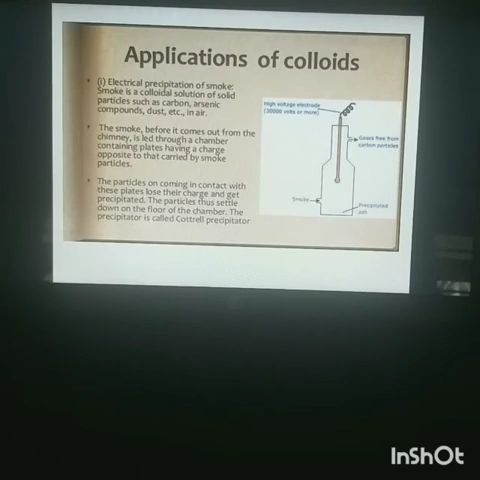 Applications of colloids
• (i) Electrical precipitation of smoke:
Smoke is a colloidal solution of solid
particles such as carbon, arsenic
compounds, dust, etc., in air.
• The smoke, before it comes out from the
chimney, is led through a chamber
containing plates having a charge
opposite to that carried by smoke
particles.
• The particles on coming in contact with
these plates lose their charge and get
precipitated. The particles thus settle
down on the floor of the chamber. The
precipitator is called Cottrell precipitator
High voltage electrode
(30000 volts or more)
Gases free from
carbon particles
Smoke
Precipitated
ash
InShOt